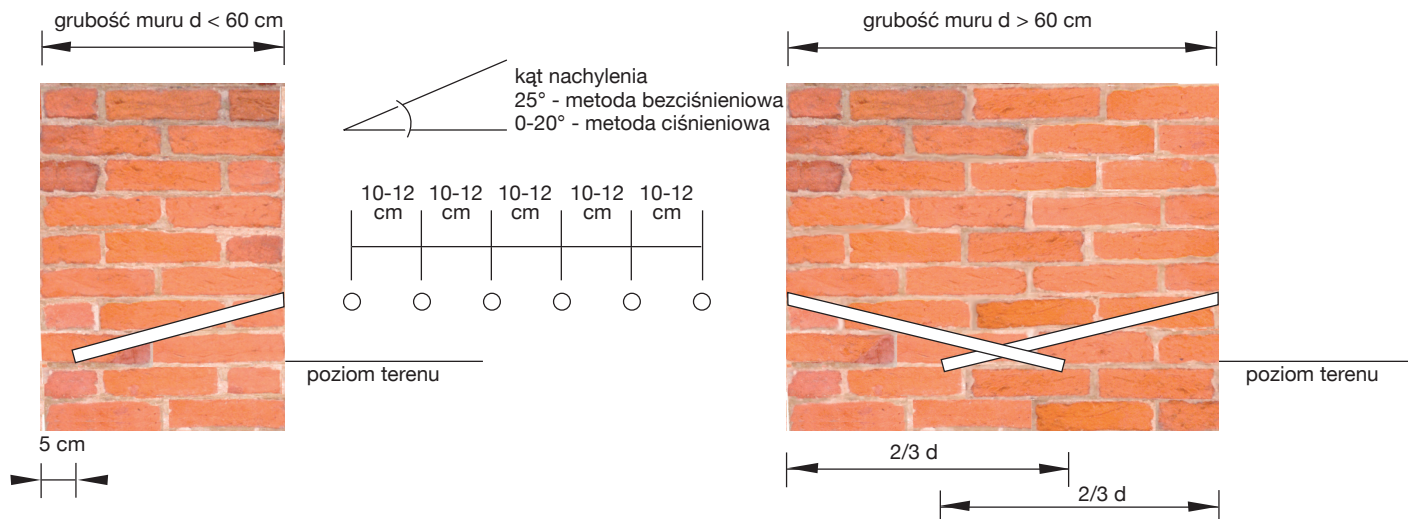 grubość muru d < 60 cm
grubość muru d > 60 cm
kąt nachylenia
25° - metoda bezciśnieniowa
0-20° - metoda ciśnieniowa
10-12 10-12 10-12 10-12 10-12
cm cm cm cm cm
poziom terenu
poziom terenu
5 cm
2/3 d
2/3 d